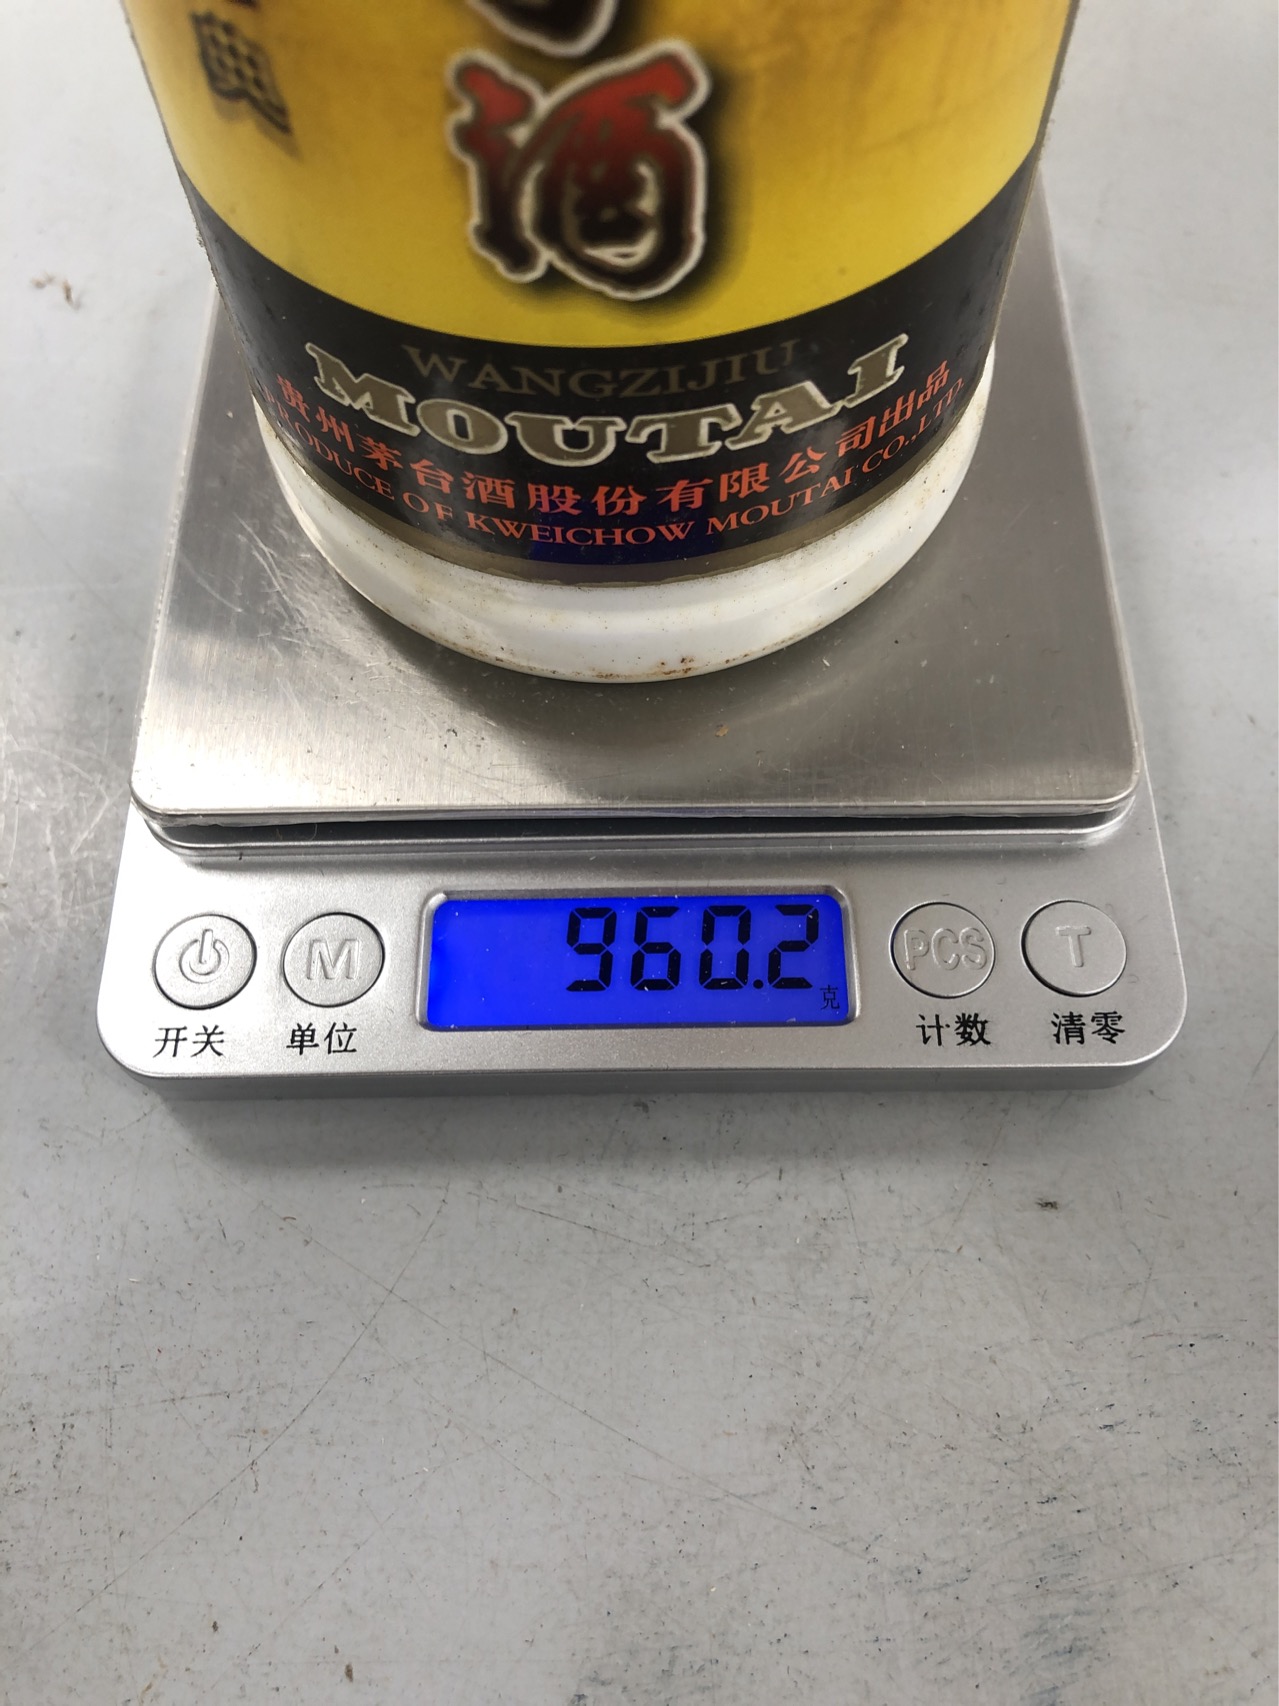 典
酒
WANGZIJIU
MOUTAI
贵州茅台酒股份有限公司出品
PRODUCE OF KWEICHOW MOUTAI CO.,LTD.
960.2
克
M
PCS
T
开关
单位
计数
清零